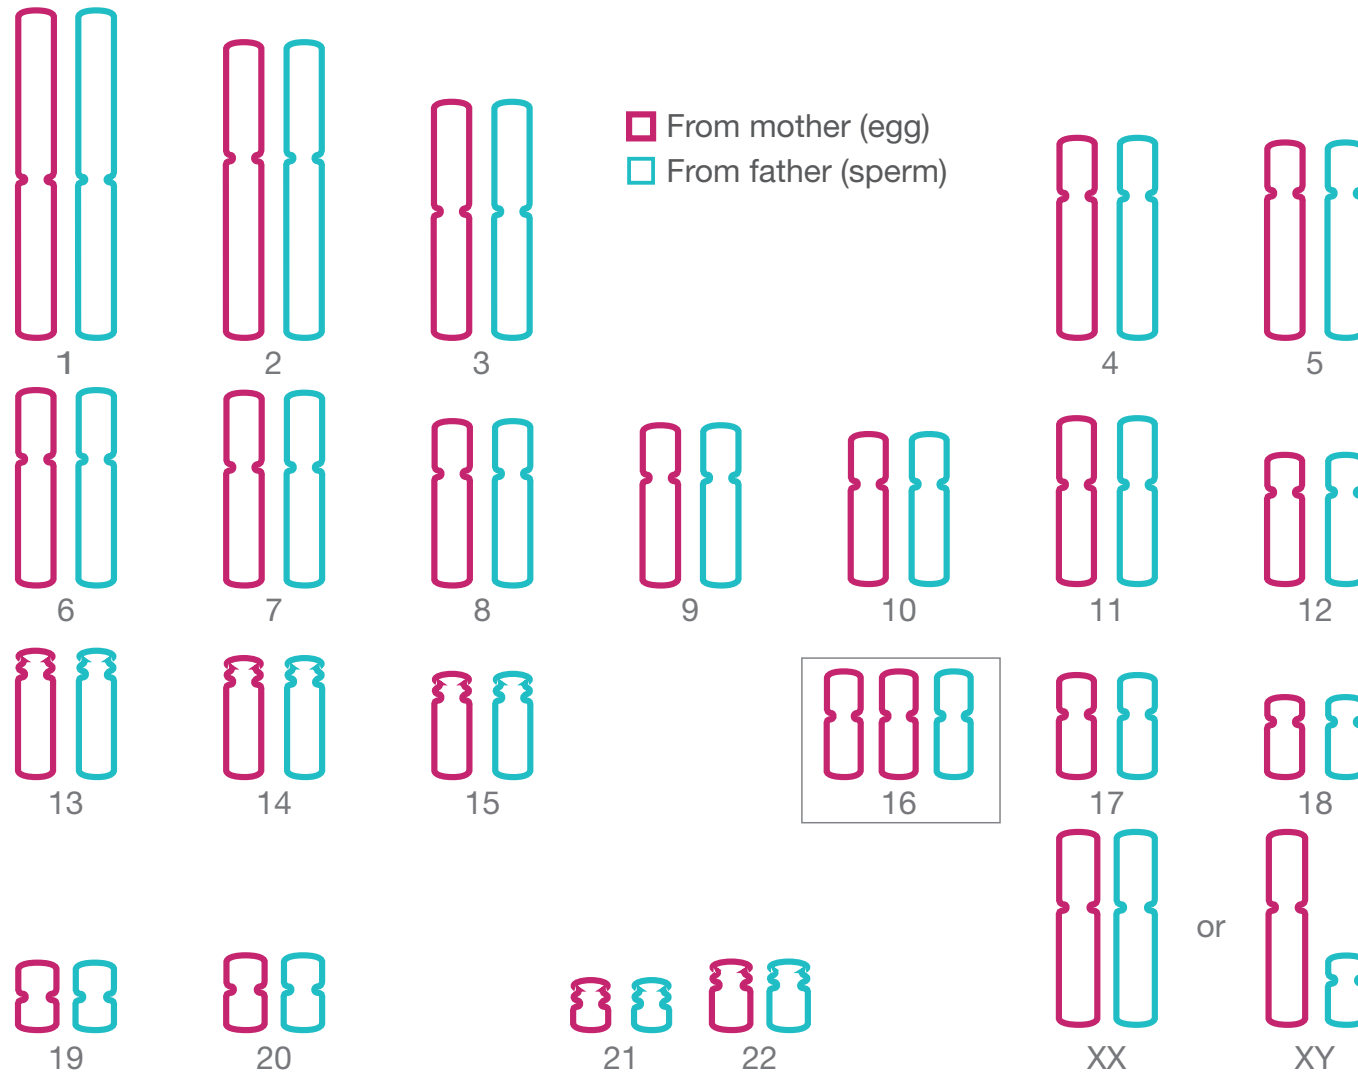 From mother (egg)
From father (sperm)
1 2 3 4 5
6 7 8 9 10 11 12
13 14 15 16 17 18
or
19 20 21 22 XX XY